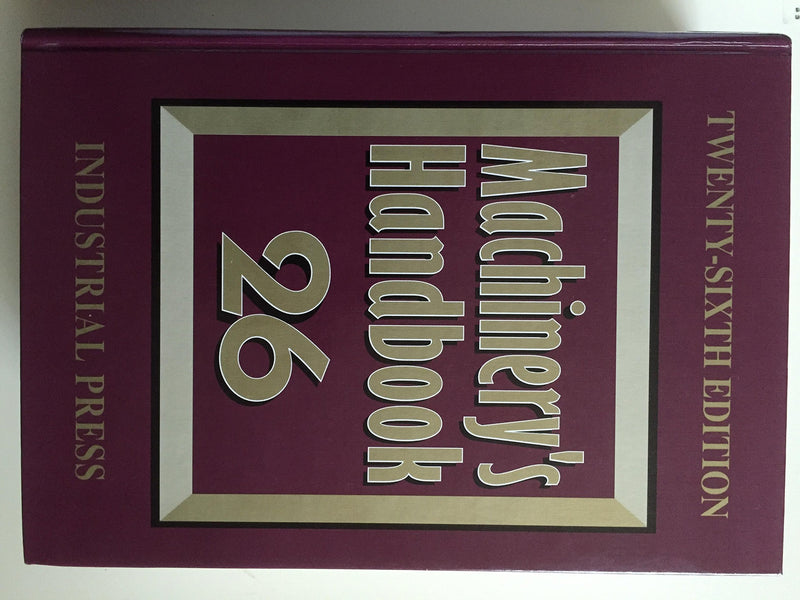 TWENTY-SIXTH EDITION
Machinery's
Handbook
26
INDUSTRIAL PRESS